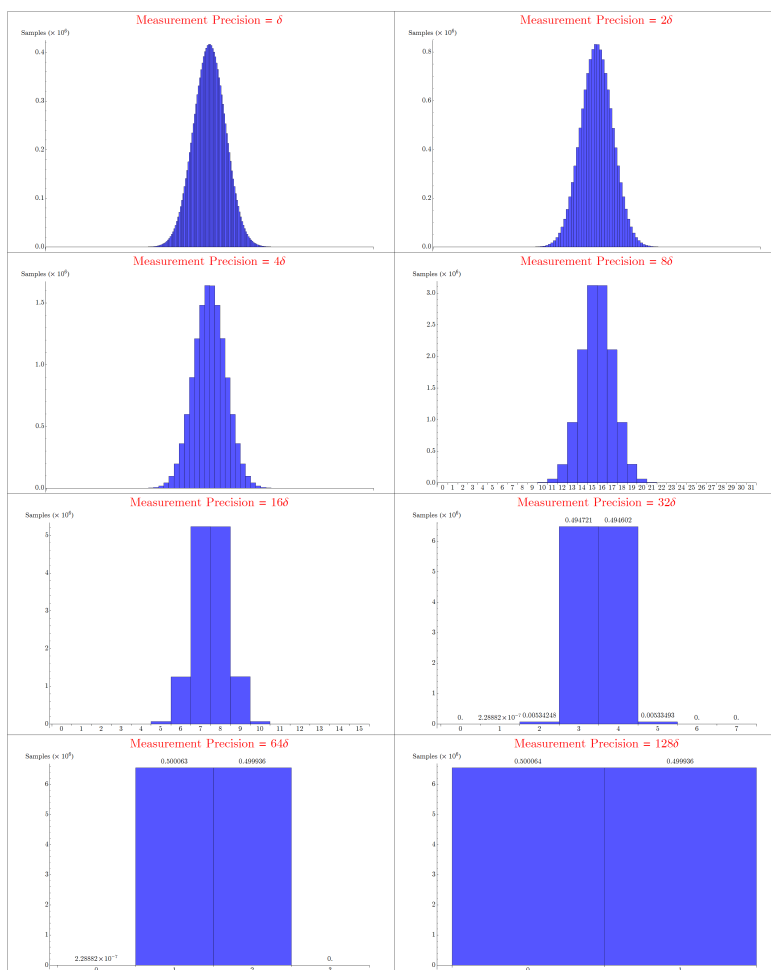 Measurement Precision = δ
Samples (× 10⁶)
0.4
0.3
0.2
0.1
0.0
Measurement Precision = 2δ
Samples (× 10⁶)
0.8
0.6
0.4
0.2
0.0
Measurement Precision = 4δ
Samples (× 10⁶)
1.5
1.0
0.5
0.0
Measurement Precision = 8δ
Samples (× 10⁶)
3.0
2.5
2.0
1.5
1.0
0.5
0.0
0 1 2 3 4 5 6 7 8 9 10 11 12 13 14 15 16 17 18 19 20 21 22 23 24 25 26 27 28 29 30 31
Measurement Precision = 16δ
Samples (× 10⁶)
5
4
3
2
1
0
0 1 2 3 4 5 6 7 8 9 10 11 12 13 14 15
Measurement Precision = 32δ
Samples (× 10⁶)
0.494721 0.494602
6
5
4
3
2
1
0
0. 2.28882×10⁻⁷ 0.00534248 0.00533493 0. 0.
0 1 2 3 4 5 6 7
Measurement Precision = 64δ
Samples (× 10⁶)
0.500063 0.499936
6
5
4
3
2
1
0
2.28882×10⁻⁷ 0.
Measurement Precision = 128δ
Samples (× 10⁶)
0.500064 0.499936
6
5
4
3
2
1
0